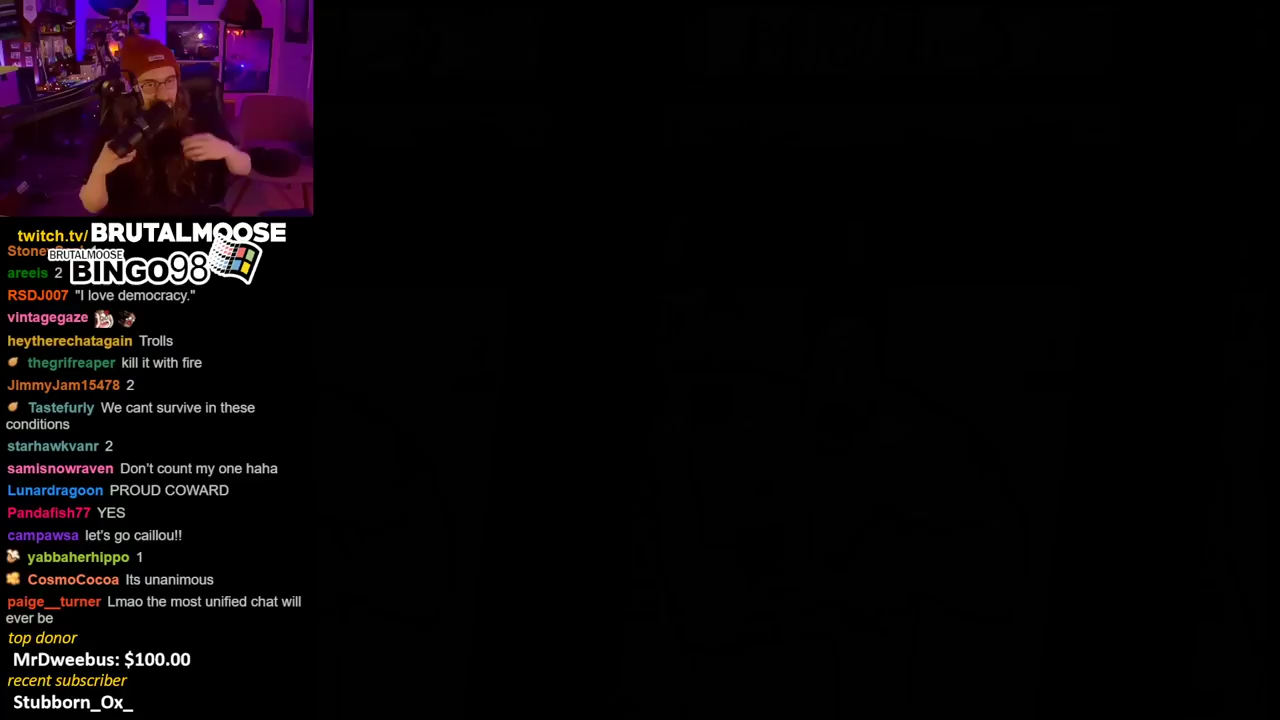 twitch.tv/BRUTALMOOSE
BRUTALMOOSE
BINGO98
areeis 2
RSDJ007 "I love democracy."
vintagegaze
heytherechatagain Trolls
thegrifreaper kill it with fire
JimmyJam15478 2
Tastefurly We cant survive in these
conditions
starhawkvanr 2
samisnowraven Don't count my one haha
Lunardragoon PROUD COWARD
Pandafish77 YES
campawsa let's go caillou!!
yabbaherhippo 1
CosmoCocoa Its unanimous
paige__turner Lmao the most unified chat will
ever be
top donor
MrDweebus: $100.00
recent subscriber
Stubborn_Ox_